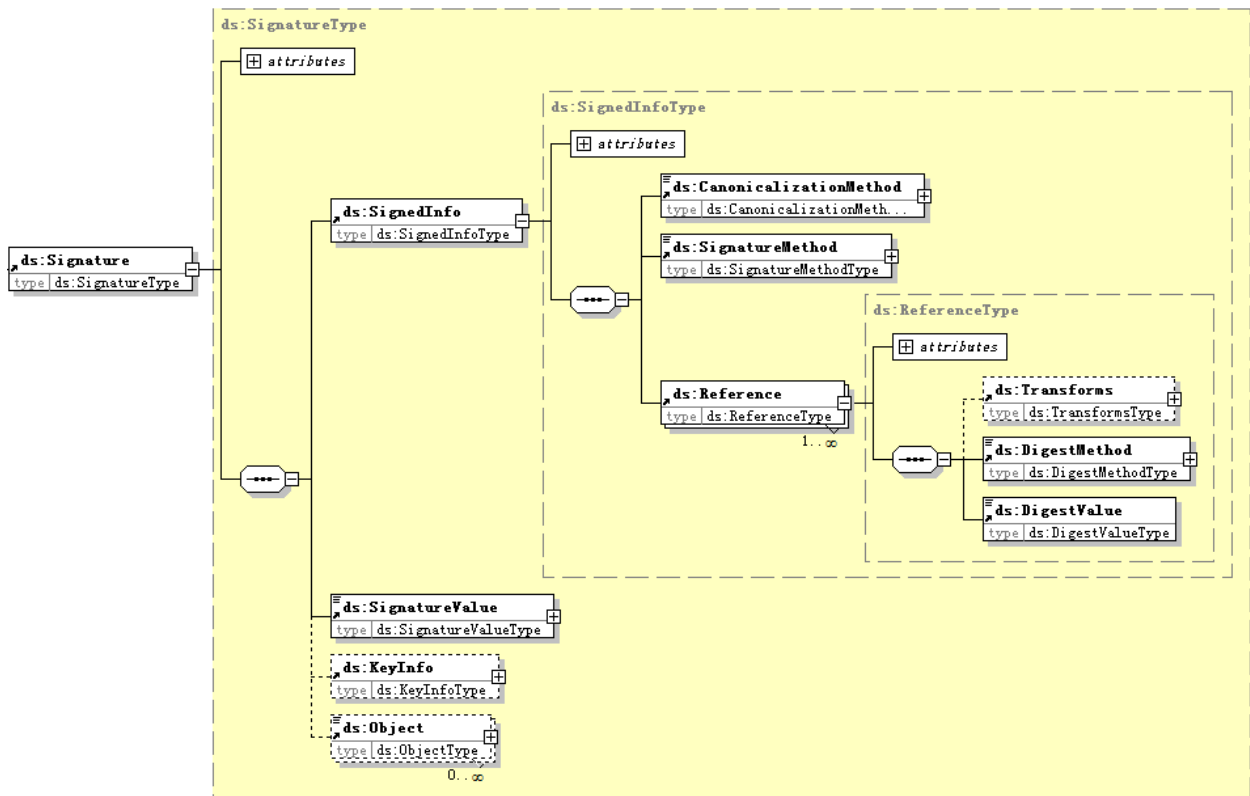 ds:SignatureType
attributes
ds:SignedInfoType
attributes
ds:CanonicalizationMethod
type ds:CanonicalizationMeth...
ds:SignedInfo
type ds:SignedInfoType
ds:SignatureMethod
type ds:SignatureMethodType
ds:Signature
type ds:SignatureType
ds:ReferenceType
attributes
ds:Reference
type ds:ReferenceType
1..∞
ds:Transforms
type ds:TransformsType
ds:DigestMethod
type ds:DigestMethodType
ds:DigestValue
type ds:DigestValueType
ds:SignatureValue
type ds:SignatureValueType
ds:KeyInfo
type ds:KeyInfoType
ds:Object
type ds:ObjectType
0..∞